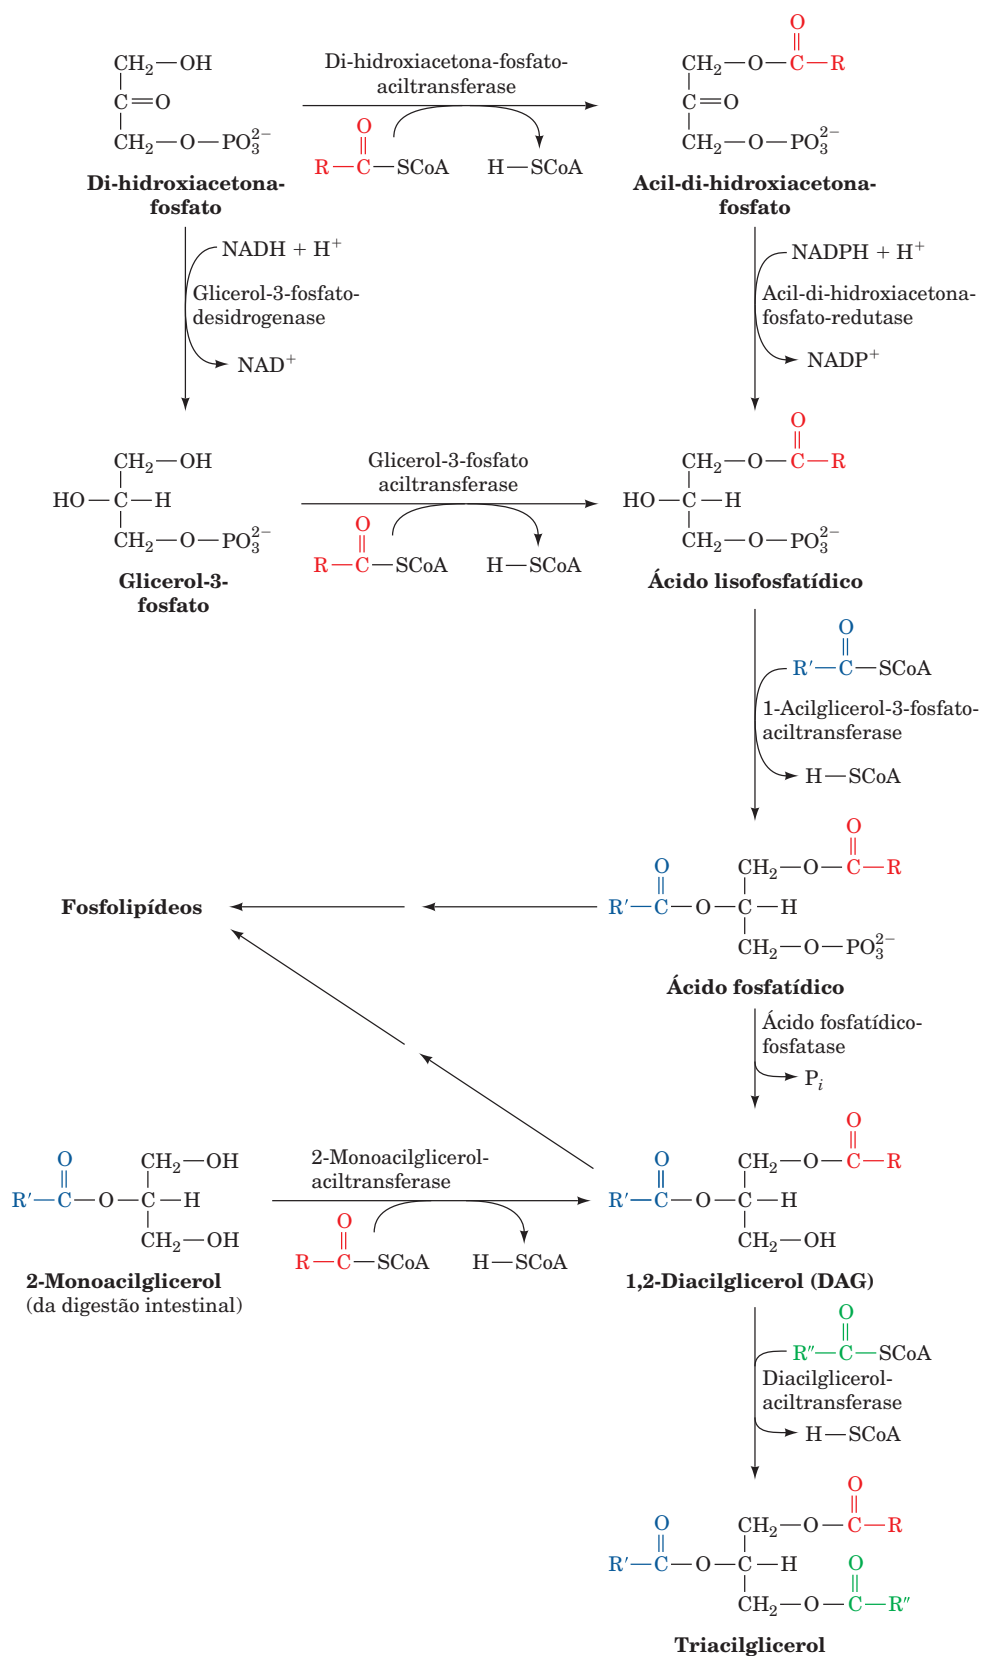 CH2—OH
C=O
CH2—O—PO3^2−
Di-hidroxiacetona-
fosfato
Di-hidroxiacetona-fosfato-
aciltransferase
O
R—C—SCoA
H—SCoA
O
CH2—O—C—R
C=O
CH2—O—PO3^2−
Acil-di-hidroxiacetona-
fosfato
NADH + H+
Glicerol-3-fosfato-
desidrogenase
NAD+
NADPH + H+
Acil-di-hidroxiacetona-
fosfato-redutase
NADP+
CH2—OH
HO—C—H
CH2—O—PO3^2−
Glicerol-3-
fosfato
Glicerol-3-fosfato
aciltransferase
O
R—C—SCoA
H—SCoA
O
CH2—O—C—R
HO—C—H
CH2—O—PO3^2−
Ácido lisofosfatídico
O
R′—C—SCoA
1-Acilglicerol-3-fosfato-
aciltransferase
H—SCoA
O
CH2—O—C—R
O
R′—C—O—C—H
CH2—O—PO3^2−
Ácido fosfatídico
Fosfolipídeos
Ácido fosfatídico-
fosfatase
Pi
O
CH2—OH
R′—C—O—C—H
CH2—OH
2-Monoacilglicerol
(da digestão intestinal)
2-Monoacilglicerol-
aciltransferase
O
R—C—SCoA
H—SCoA
O
CH2—O—C—R
O
R′—C—O—C—H
CH2—OH
1,2-Diacilglicerol (DAG)
O
R″—C—SCoA
Diacilglicerol-
aciltransferase
H—SCoA
O
CH2—O—C—R
O
R′—C—O—C—H
O
CH2—O—C—R″
Triacilglicerol